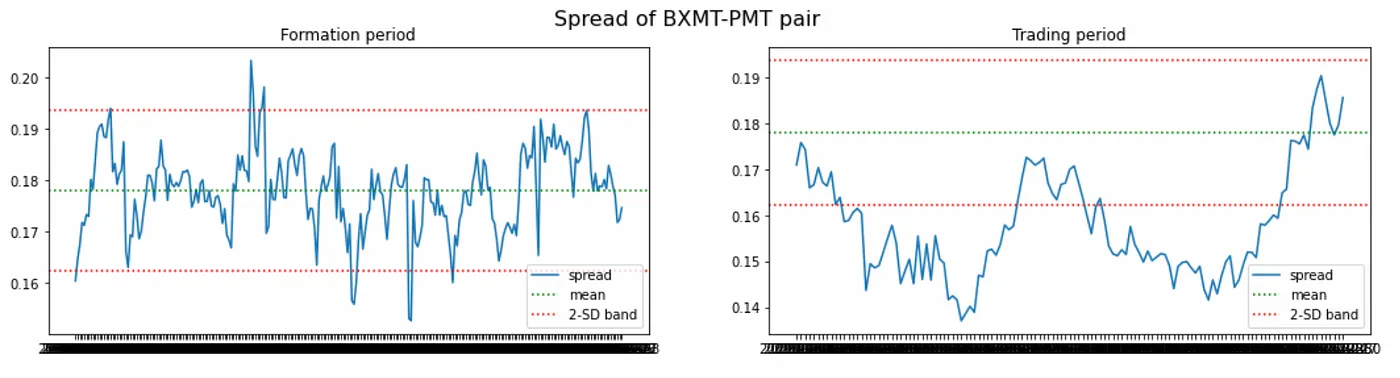 Spread of BXMT-PMT pair
Formation period
0.20
0.19
0.18
0.17
0.16
spread
mean
2-SD band
Trading period
0.19
0.18
0.17
0.16
0.15
0.14
spread
mean
2-SD band